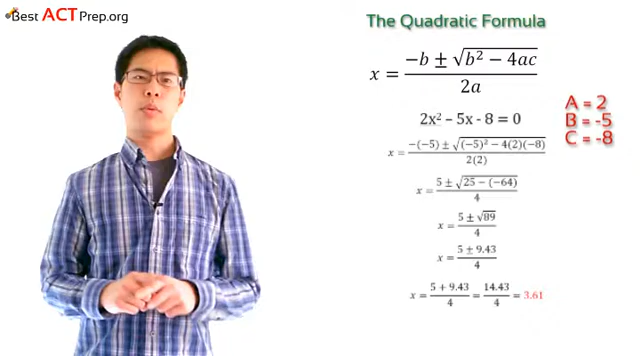 Best ACT Prep.org
The Quadratic Formula
x = (-b ± √(b² − 4ac)) / 2a
2x² – 5x - 8 = 0
A = 2
B = -5
C = -8
x = (−(−5) ± √((−5)² − 4(2)(−8))) / 2(2)
x = (5 ± √(25 − (−64))) / 4
x = (5 ± √89) / 4
x = (5 ± 9.43) / 4
x = (5 + 9.43) / 4 = 14.43 / 4 = 3.61